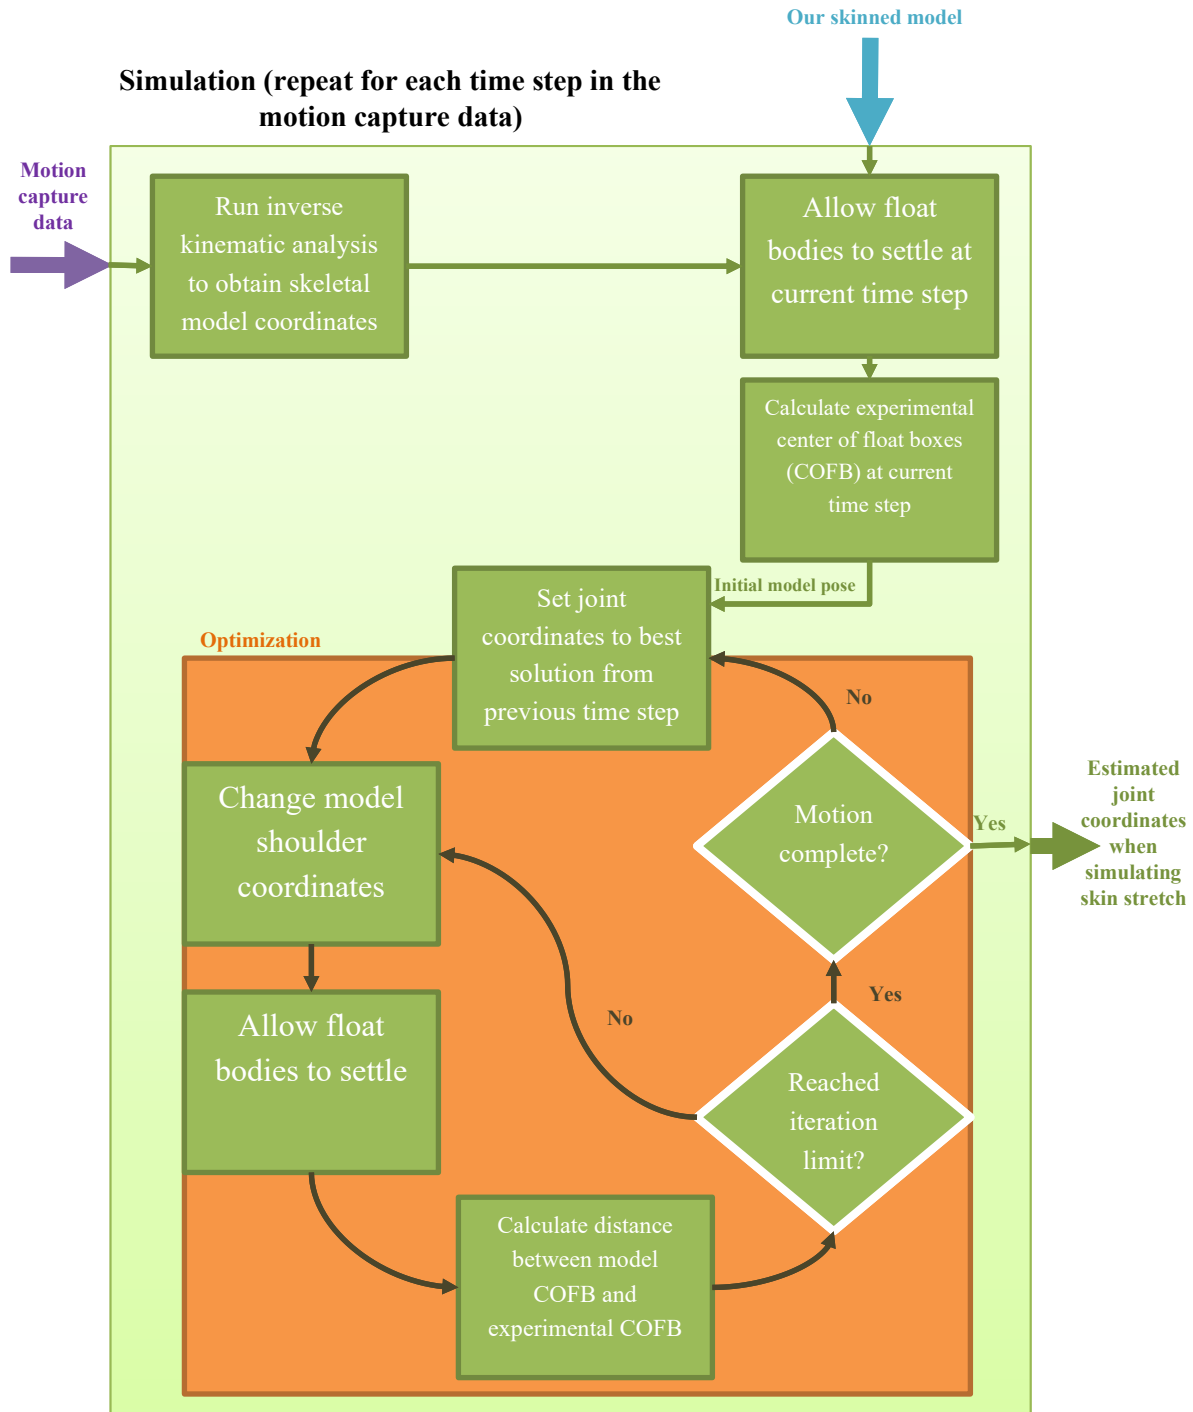 Our skinned model
Simulation (repeat for each time step in the
motion capture data)
Motion
capture
data
Run inverse
kinematic analysis
to obtain skeletal
model coordinates
Allow float
bodies to settle at
current time step
Calculate experimental
center of float boxes
(COFB) at current
time step
Initial model pose
Set joint
coordinates to best
solution from
previous time step
Optimization
No
Change model
shoulder
coordinates
Motion
complete?
Yes
Estimated
joint
coordinates
when
simulating
skin stretch
Allow float
bodies to settle
No
Yes
Reached
iteration
limit?
Calculate distance
between model
COFB and
experimental COFB